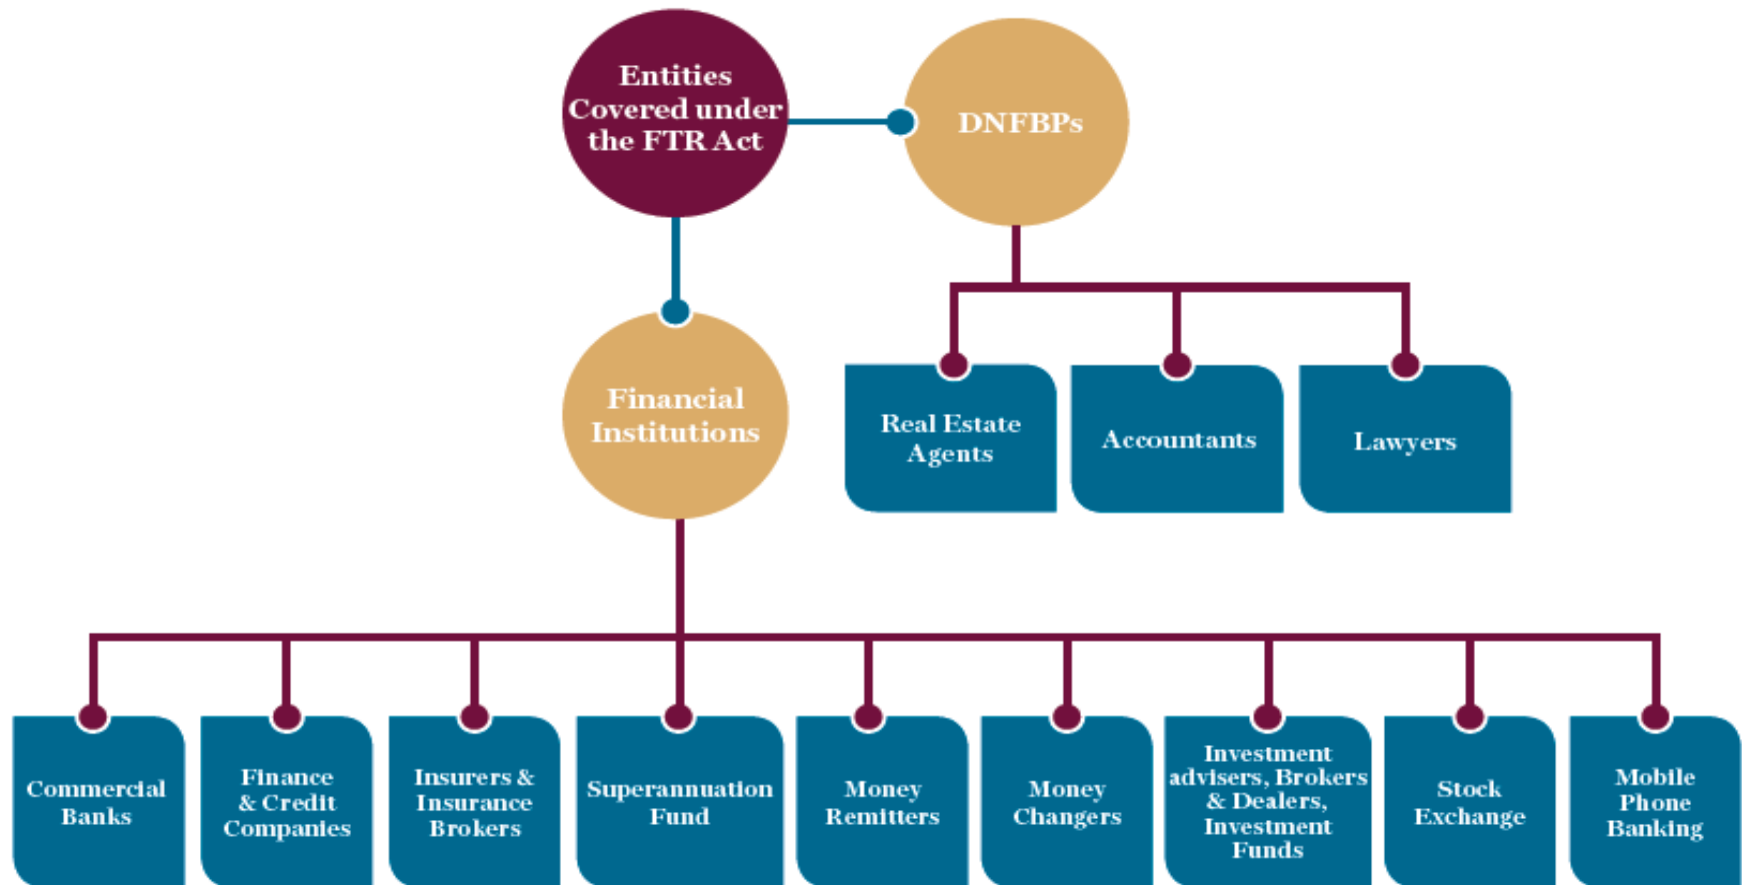 Entities
Covered under
the FTR Act
DNFBPs
Financial
Institutions
Real Estate
Agents
Accountants
Lawyers
Commercial
Banks
Finance
& Credit
Companies
Insurers &
Insurance
Brokers
Superannuation
Fund
Money
Remitters
Money
Changers
Investment
advisers, Brokers
& Dealers,
Investment
Funds
Stock
Exchange
Mobile
Phone
Banking